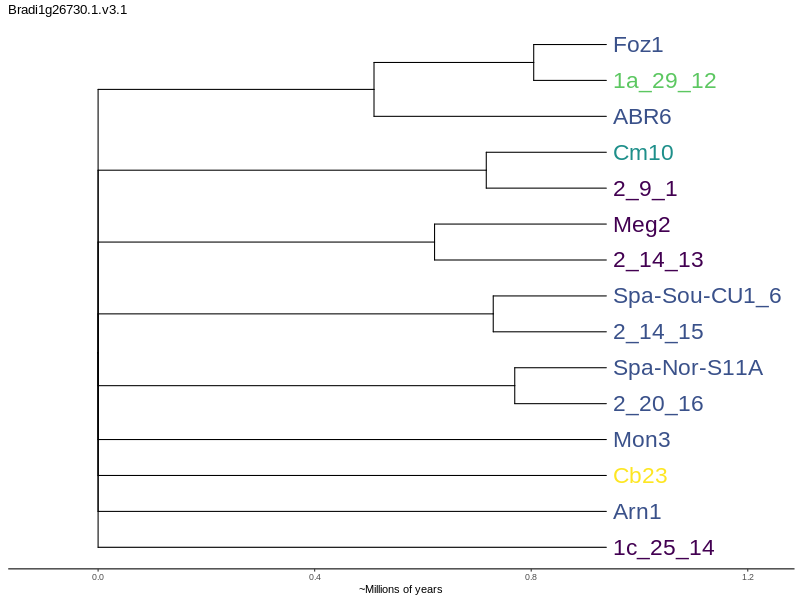 Bradi1g26730.1.v3.1
Foz1
1a_29_12
ABR6
Cm10
2_9_1
Meg2
2_14_13
Spa-Sou-CU1_6
2_14_15
Spa-Nor-S11A
2_20_16
Mon3
Cb23
Arn1
1c_25_14
0.0 0.4 0.8 1.2
~Millions of years